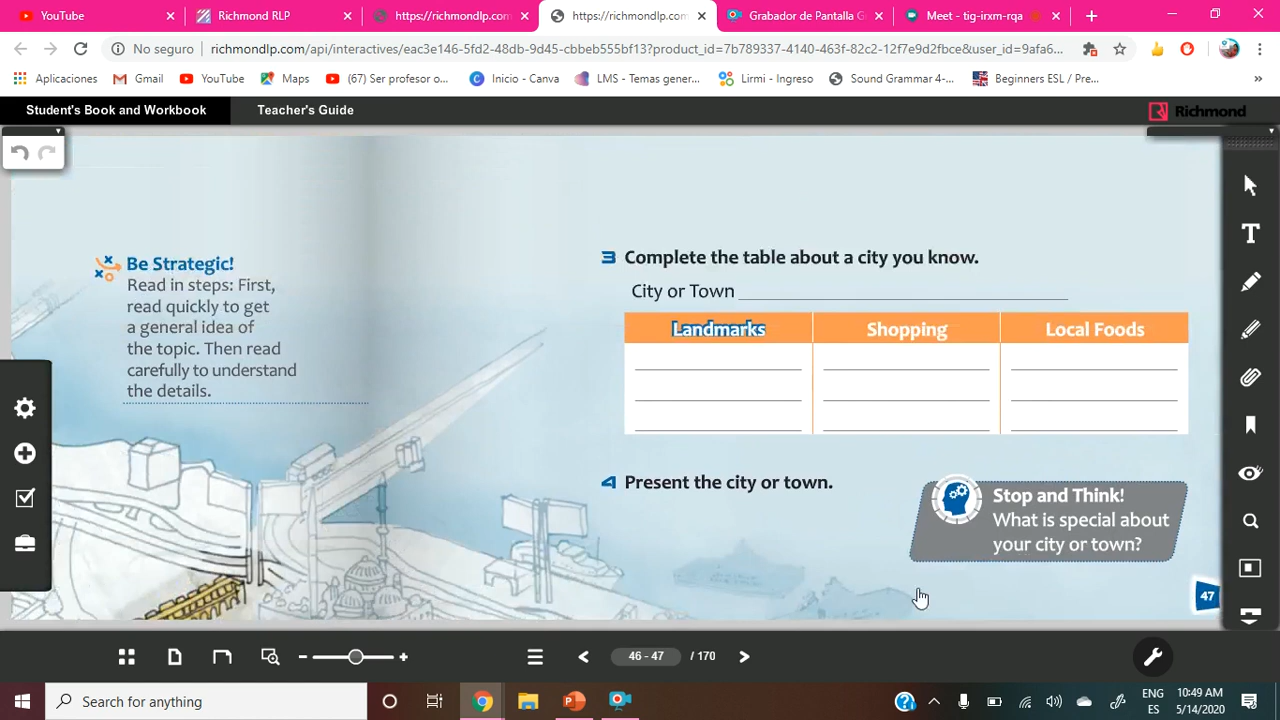 YouTube
Richmond RLP
https://richmondlp.com/
https://richmondlp.com/
Grabador de Pantalla G
Meet - tig-irxm-rqa
No seguro
richmondlp.com/api/interactives/eac3e146-5fd2-48db-9d45-cbbeb555bf13?product_id=7b789337-4140-463f-82c2-12f7e9d2fbce&user_id=9afa6...
Aplicaciones
Gmail
YouTube
Maps
(67) Ser profesor o...
Inicio - Canva
LMS - Temas gener...
Lirmi - Ingreso
Sound Grammar 4-...
Beginners ESL / Pre...
»
Student's Book and Workbook
Teacher's Guide
Richmond
Be Strategic!
Read in steps: First,
read quickly to get
a general idea of
the topic. Then read
carefully to understand
the details.
3 Complete the table about a city you know.
City or Town
Landmarks Shopping Local Foods
4 Present the city or town.
Stop and Think!
What is special about
your city or town?
47
46 - 47 / 170
Search for anything
ENG
ES
10:49 AM
5/14/2020